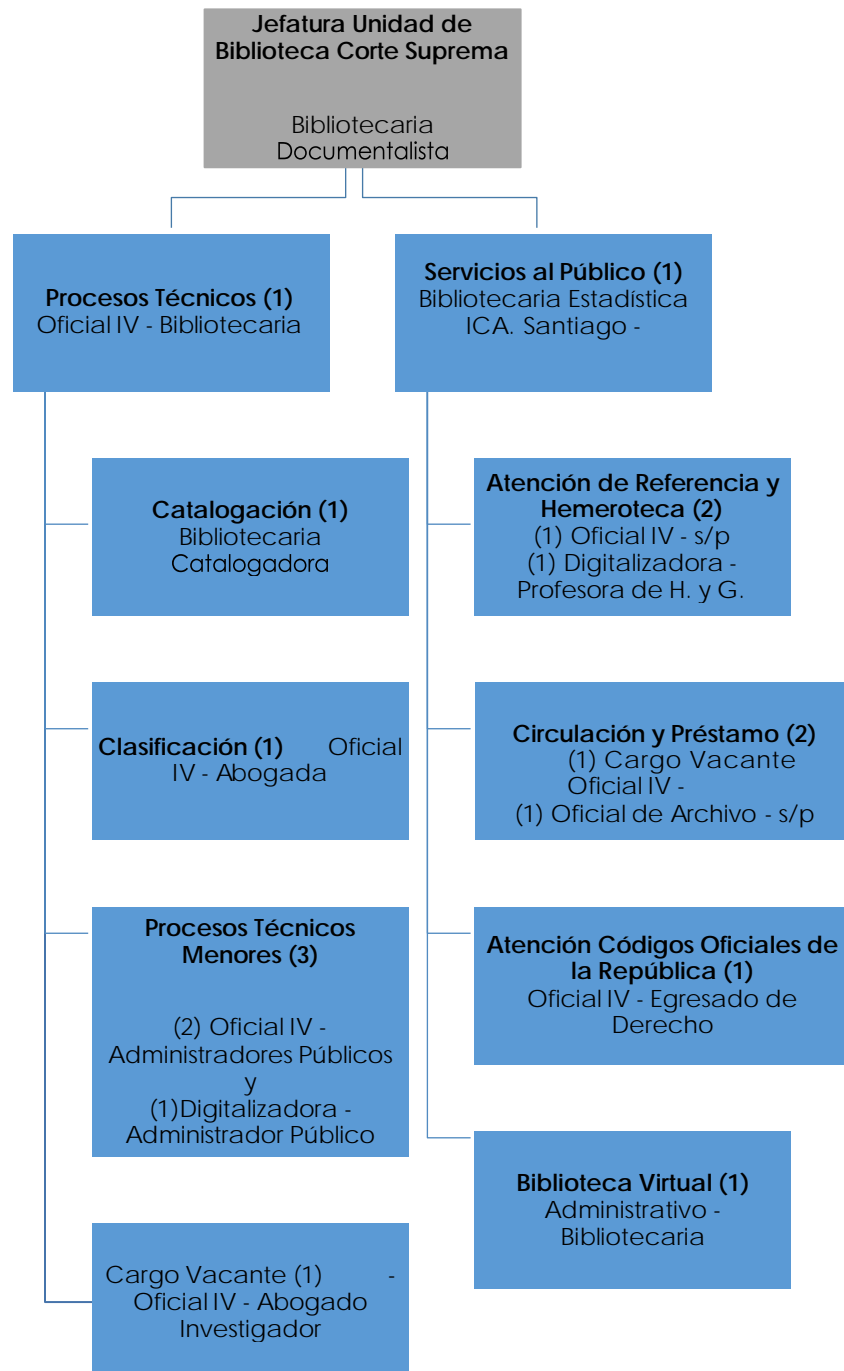 Jefatura Unidad de
Biblioteca Corte Suprema
Bibliotecaria
Documentalista
Procesos Técnicos (1)
Oficial IV - Bibliotecaria
Servicios al Público (1)
Bibliotecaria Estadística
ICA. Santiago -
Catalogación (1)
Bibliotecaria
Catalogadora
Clasificación (1) Oficial
IV - Abogada
Procesos Técnicos
Menores (3)
(2) Oficial IV -
Administradores Públicos
y
(1)Digitalizadora -
Administrador Público
Cargo Vacante (1) -
Oficial IV - Abogado
Investigador
Atención de Referencia y
Hemeroteca (2)
(1) Oficial IV - s/p
(1) Digitalizadora -
Profesora de H. y G.
Circulación y Préstamo (2)
(1) Cargo Vacante
Oficial IV -
(1) Oficial de Archivo - s/p
Atención Códigos Oficiales de
la República (1)
Oficial IV - Egresado de
Derecho
Biblioteca Virtual (1)
Administrativo -
Bibliotecaria